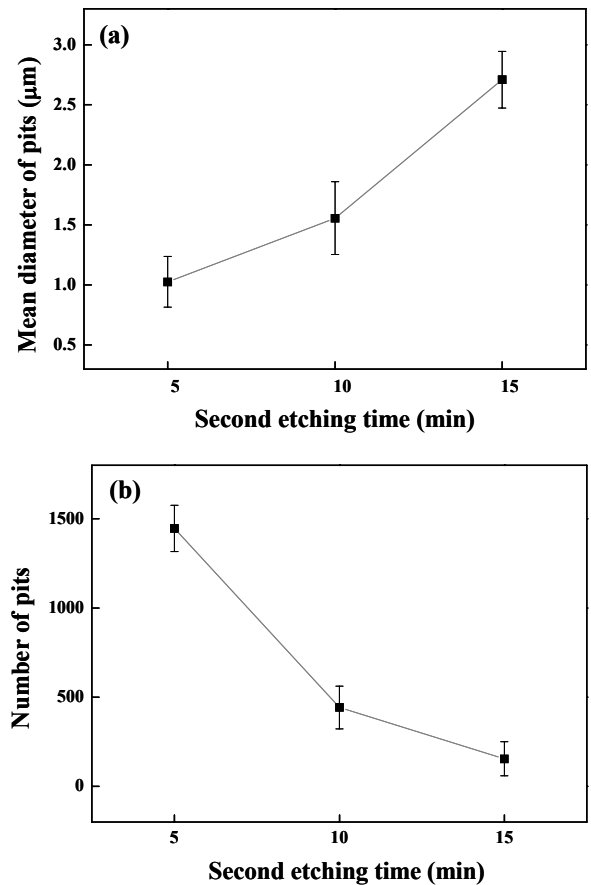 (a)
Mean diameter of pits (μm)
3.0
2.5
2.0
1.5
1.0
0.5
5 10 15
Second etching time (min)
(b)
Number of pits
1500
1000
500
0
5 10 15
Second etching time (min)